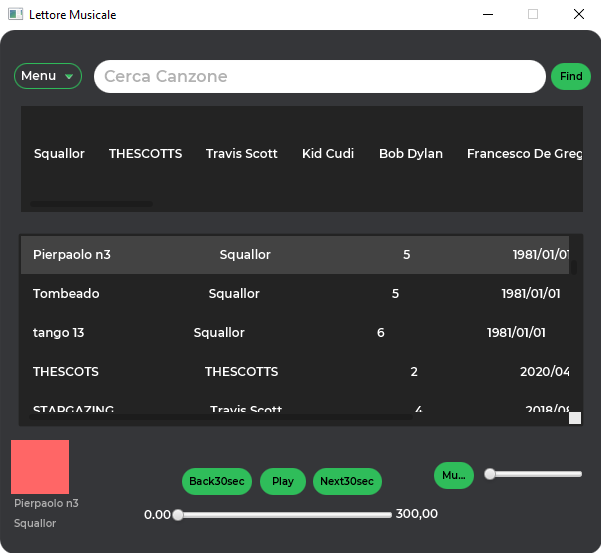 Lettore Musicale
Menu Cerca Canzone Find
Squallor THESCOTTS Travis Scott Kid Cudi Bob Dylan Francesco De Greg
Pierpaolo n3 Squallor 5 1981/01/01
Tombeado Squallor 5 1981/01/01
tango 13 Squallor 6 1981/01/01
THESCOTS THESCOTTS 2 2020/04
STARGAZING Travis Scott 4 2018/08
Back30sec Play Next30sec Mu...
Pierpaolo n3
0.00 300,00
Squallor